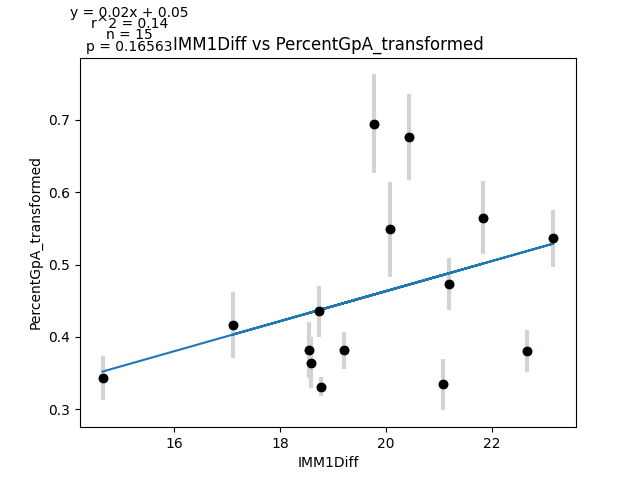 y = 0.02x + 0.05
r^2 = 0.14
n = 15
p = 0.16563
IMM1Diff vs PercentGpA_transformed
0.7
0.6
0.5
0.4
0.3
PercentGpA_transformed
16 18 20 22
IMM1Diff